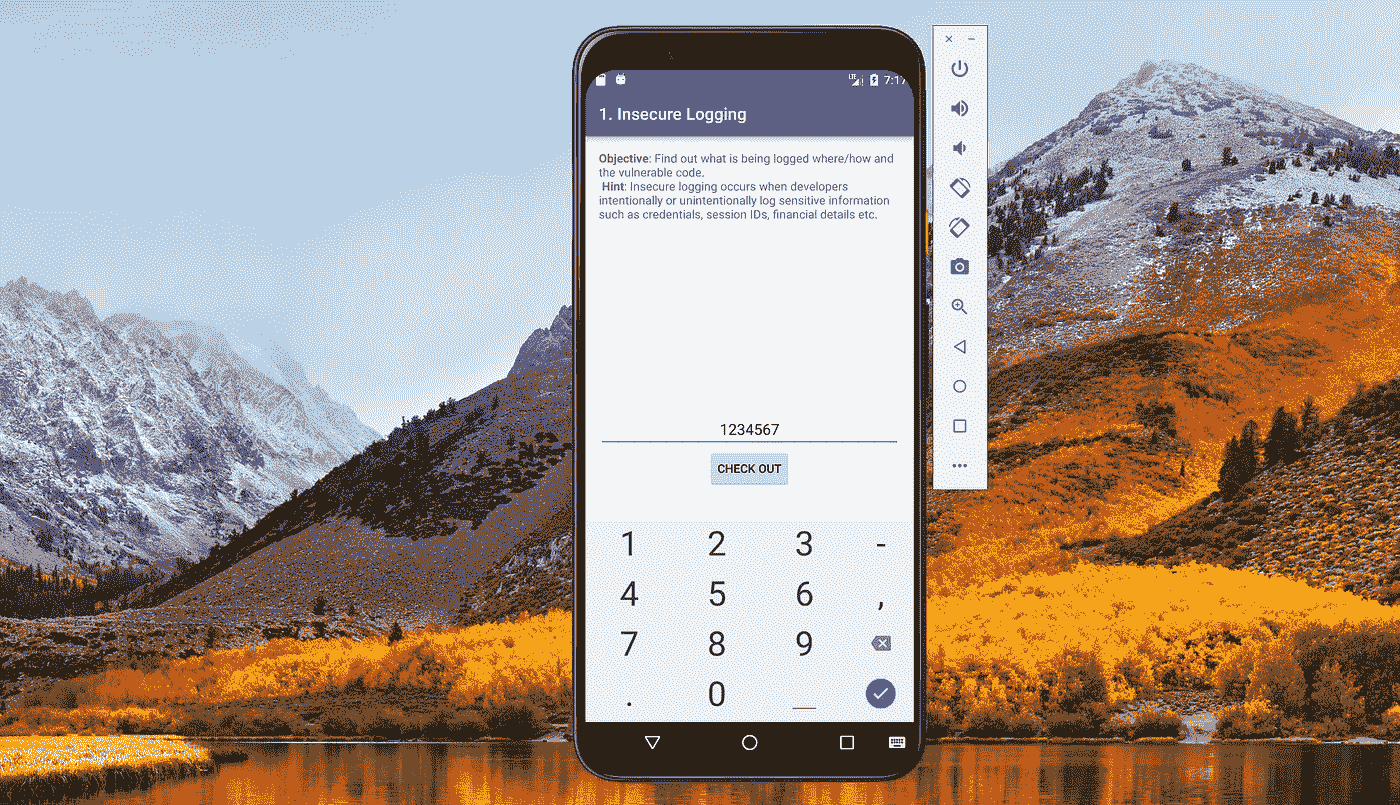 LTE 7:17
1. Insecure Logging
Objective: Find out what is being logged where/how and
the vulnerable code.
Hint: Insecure logging occurs when developers
intentionally or unintentionally log sensitive information
such as credentials, session IDs, financial details etc.
1234567
CHECK OUT
1 2 3 -
4 5 6 ,
7 8 9
. 0 _